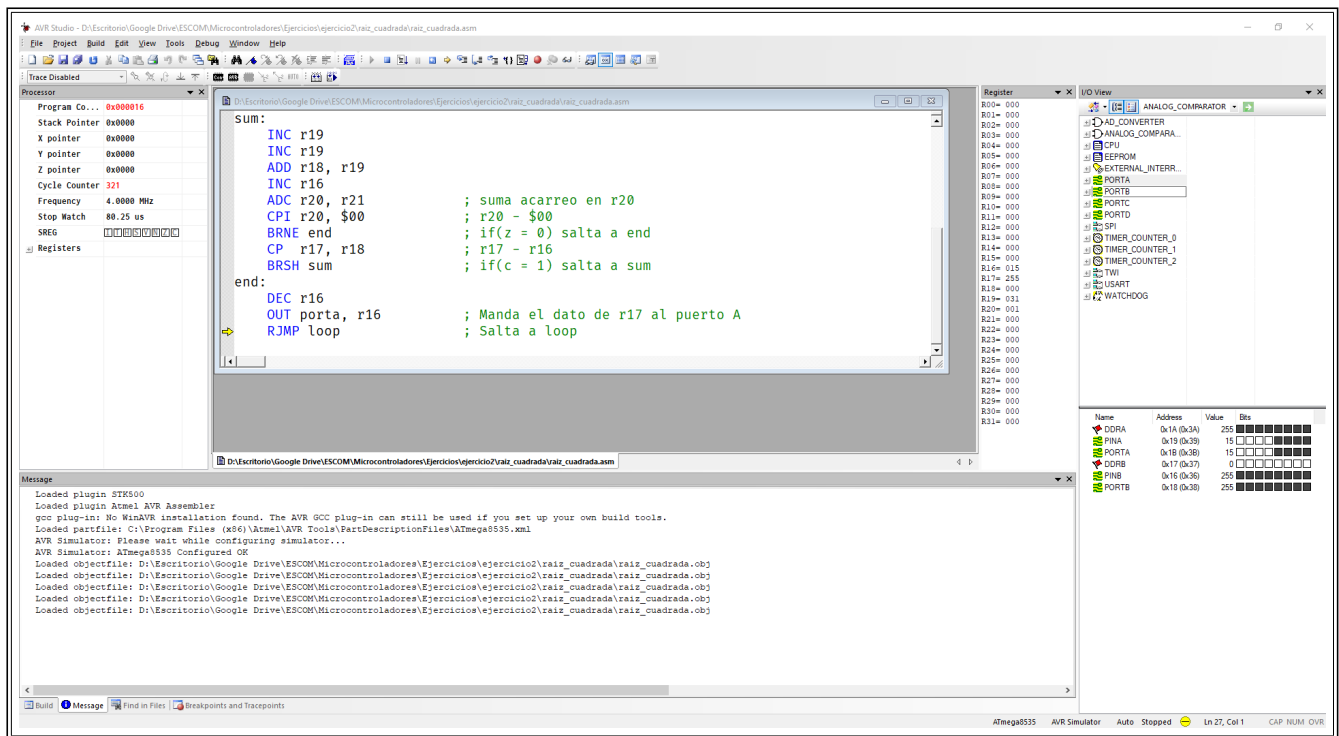 AVR Studio - D:\Escritorio\Google Drive\ESCOM\Microcontroladores\Ejercicios\ejercicio2\raiz_cuadrada\raiz_cuadrada.asm
File Project Build Edit View Tools Debug Window Help
Trace Disabled
Processor
Program Co... 0x000016
Stack Pointer 0x0000
X pointer 0x0000
Y pointer 0x0000
Z pointer 0x0000
Cycle Counter 321
Frequency 4.0000 MHz
Stop Watch 80.25 us
SREG I T H S V N Z C
Registers
D:\Escritorio\Google Drive\ESCOM\Microcontroladores\Ejercicios\ejercicio2\raiz_cuadrada\raiz_cuadrada.asm
sum:
INC r19
INC r19
ADD r18, r19
INC r16
ADC r20, r21 ; suma acarreo en r20
CPI r20, $00 ; r20 - $00
BRNE end ; if(z = 0) salta a end
CP r17, r18 ; r17 - r16
BRSH sum ; if(c = 1) salta a sum
end:
DEC r16
OUT porta, r16 ; Manda el dato de r17 al puerto A
RJMP loop ; Salta a loop
D:\Escritorio\Google Drive\ESCOM\Microcontroladores\Ejercicios\ejercicio2\raiz_cuadrada\raiz_cuadrada.asm
Register
R00= 000
R01= 000
R02= 000
R03= 000
R04= 000
R05= 000
R06= 000
R07= 000
R08= 000
R09= 000
R10= 000
R11= 000
R12= 000
R13= 000
R14= 000
R15= 000
R16= 015
R17= 255
R18= 000
R19= 031
R20= 001
R21= 000
R22= 000
R23= 000
R24= 000
R25= 000
R26= 000
R27= 000
R28= 000
R29= 000
R30= 000
R31= 000
I/O View
ANALOG_COMPARATOR
AD_CONVERTER
ANALOG_COMPARA...
CPU
EEPROM
EXTERNAL_INTERR...
PORTA
PORTB
PORTC
PORTD
SPI
TIMER_COUNTER_0
TIMER_COUNTER_1
TIMER_COUNTER_2
TWI
USART
WATCHDOG
Name Address Value Bits
DDRA 0x1A (0x3A) 255
PINA 0x19 (0x39) 15
PORTA 0x1B (0x3B) 15
DDRB 0x17 (0x37) 0
PINB 0x16 (0x36) 255
PORTB 0x18 (0x38) 255
Message
Loaded plugin STK500
Loaded plugin Atmel AVR Assembler
gcc plug-in: No WinAVR installation found. The AVR GCC plug-in can still be used if you set up your own build tools.
Loaded partfile: C:\Program Files (x86)\Atmel\AVR Tools\PartDescriptionFiles\ATmega8535.xml
AVR Simulator: Please wait while configuring simulator...
AVR Simulator: ATmega8535 Configured OK
Loaded objectfile: D:\Escritorio\Google Drive\ESCOM\Microcontroladores\Ejercicios\ejercicio2\raiz_cuadrada\raiz_cuadrada.obj
Loaded objectfile: D:\Escritorio\Google Drive\ESCOM\Microcontroladores\Ejercicios\ejercicio2\raiz_cuadrada\raiz_cuadrada.obj
Loaded objectfile: D:\Escritorio\Google Drive\ESCOM\Microcontroladores\Ejercicios\ejercicio2\raiz_cuadrada\raiz_cuadrada.obj
Loaded objectfile: D:\Escritorio\Google Drive\ESCOM\Microcontroladores\Ejercicios\ejercicio2\raiz_cuadrada\raiz_cuadrada.obj
Loaded objectfile: D:\Escritorio\Google Drive\ESCOM\Microcontroladores\Ejercicios\ejercicio2\raiz_cuadrada\raiz_cuadrada.obj
Build Message Find in Files Breakpoints and Tracepoints
ATmega8535 AVR Simulator Auto Stopped Ln 27, Col 1 CAP NUM OVR